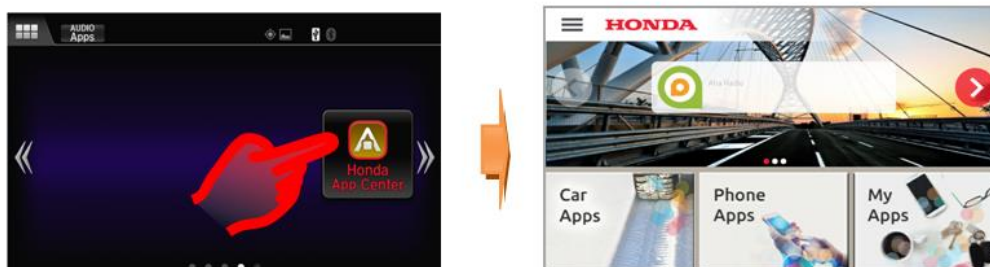 AUDIO
Apps
Honda
App Center
HONDA
Aha Radio
Car
Apps
Phone
Apps
My
Apps